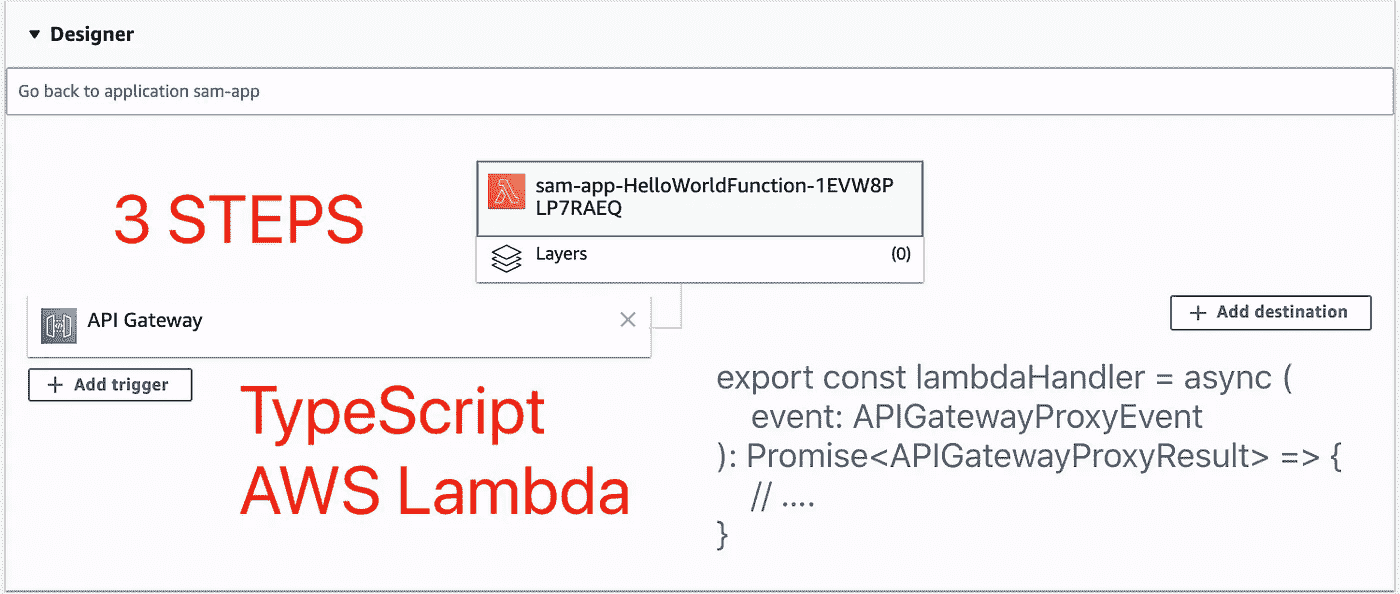 Designer
Go back to application sam-app
3 STEPS
sam-app-HelloWorldFunction-1EVW8P
LP7RAEQ
Layers (0)
API Gateway
+ Add trigger
+ Add destination
TypeScript
AWS Lambda
export const lambdaHandler = async (
event: APIGatewayProxyEvent
): Promise<APIGatewayProxyResult> => {
// ....
}